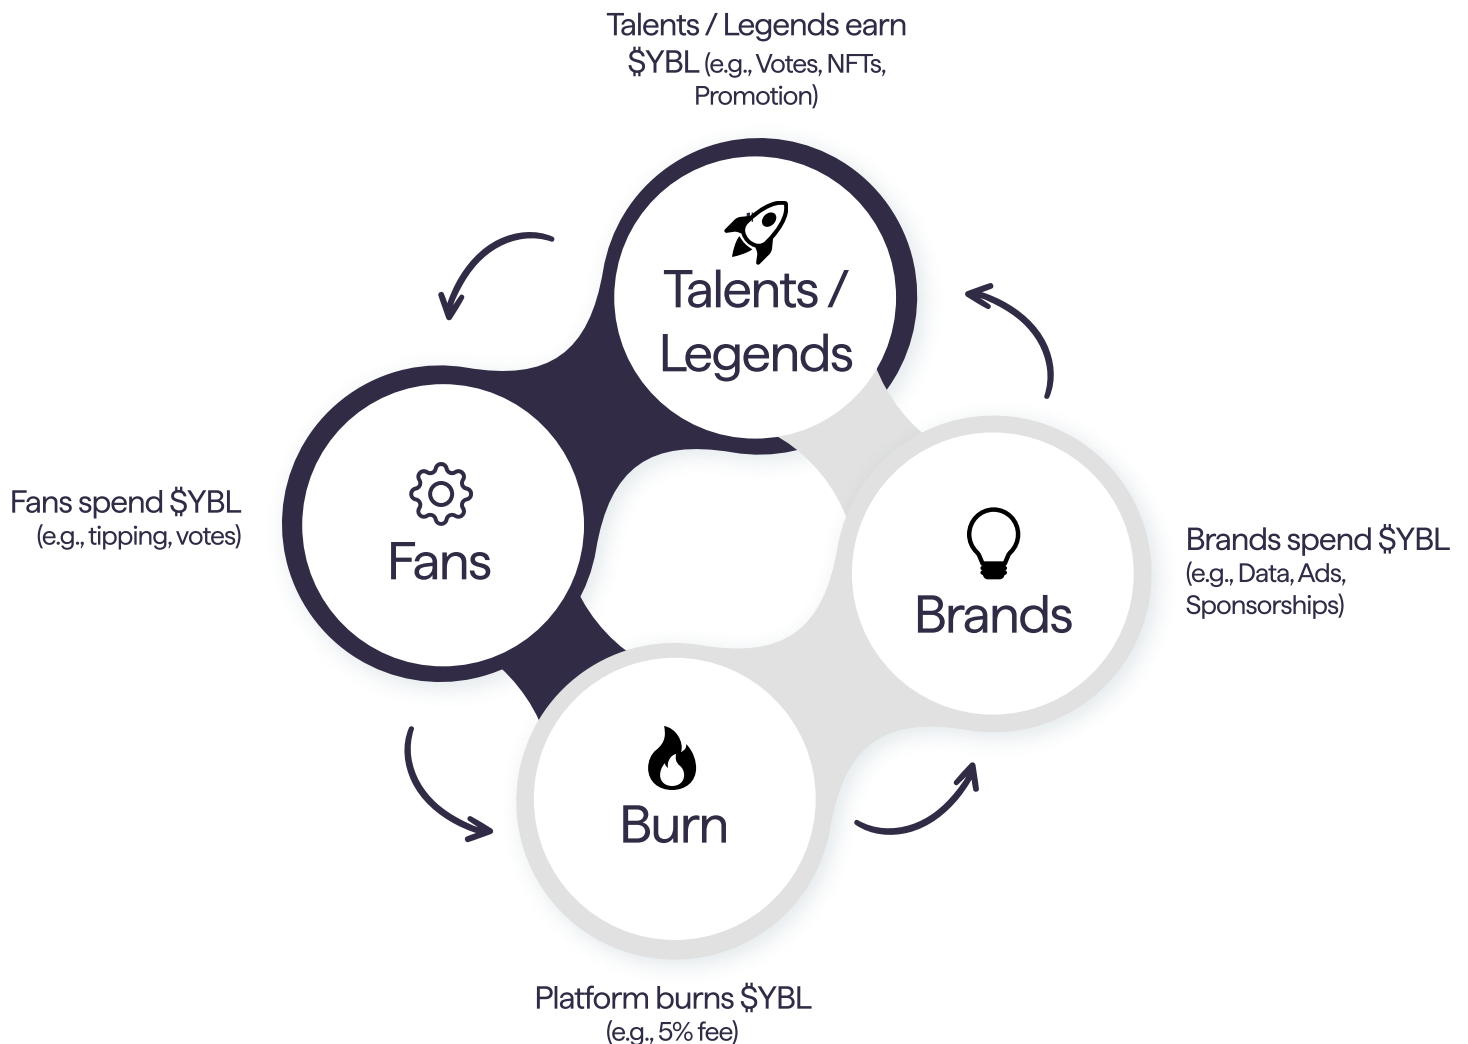 Talents / Legends earn
$YBL (e.g., Votes, NFTs,
Promotion)
Talents /
Legends
Fans spend $YBL
(e.g., tipping, votes)
Fans
Brands spend $YBL
(e.g., Data, Ads,
Sponsorships)
Brands
Burn
Platform burns $YBL
(e.g., 5% fee)